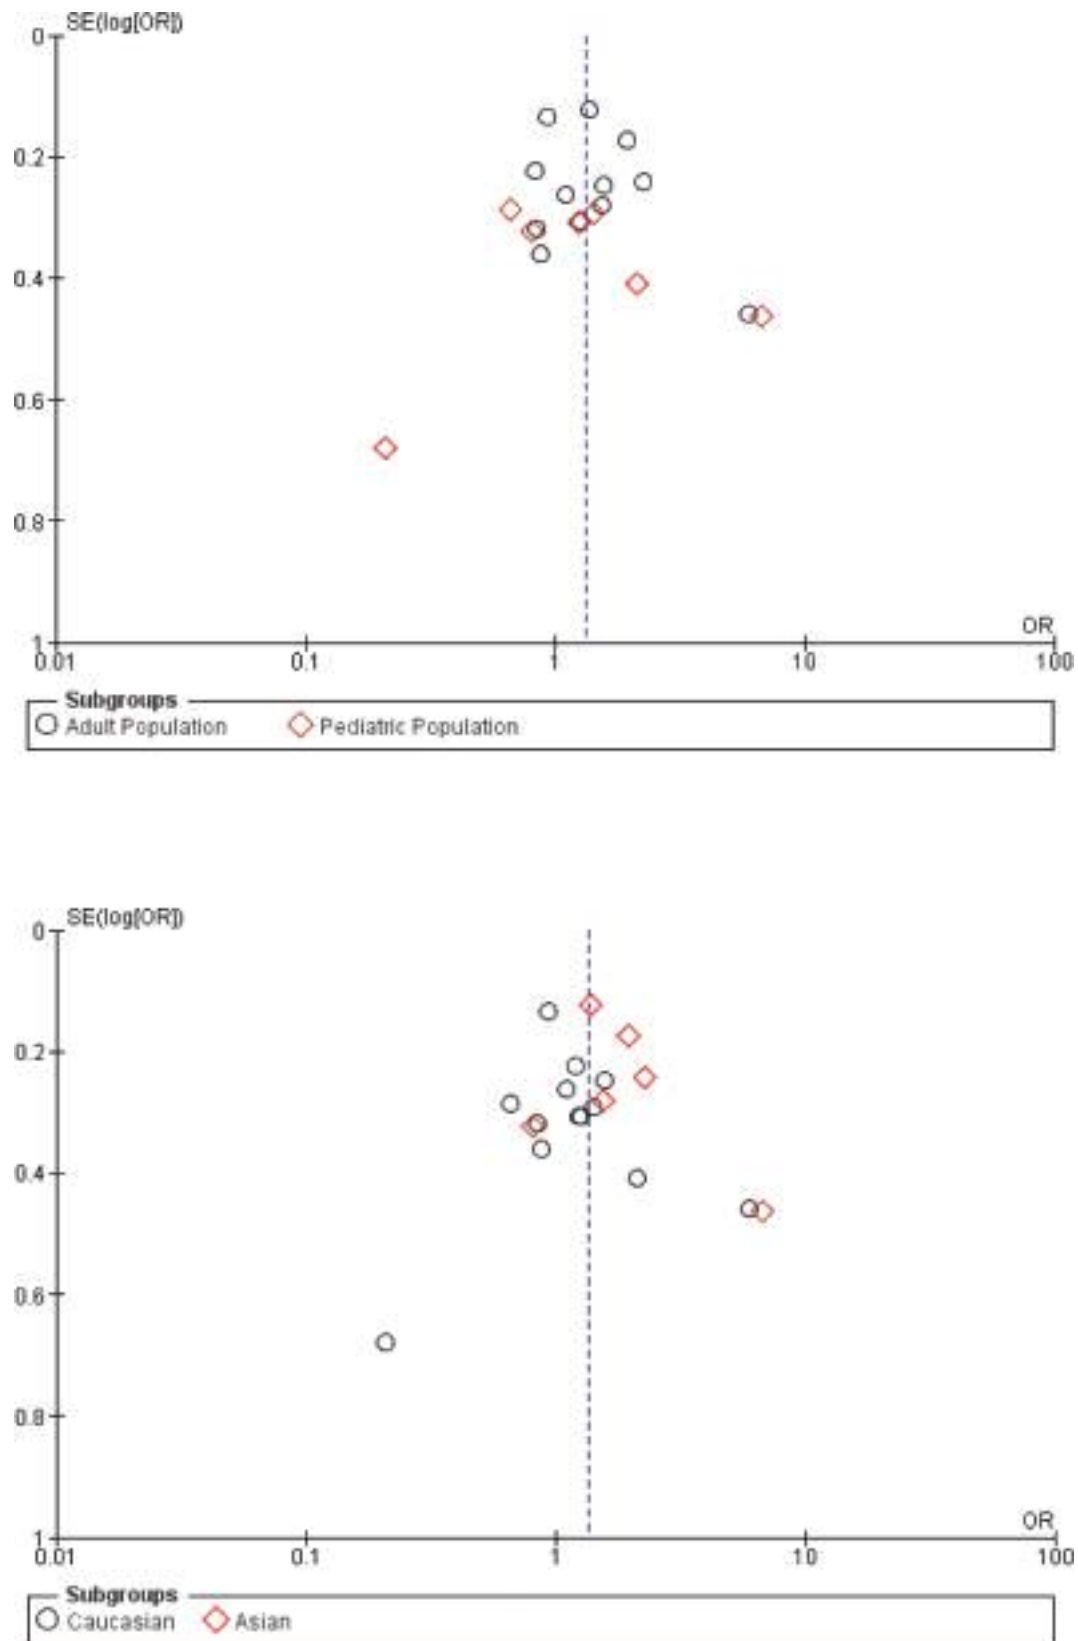 SE(log[OR])
0
0.2
0.4
0.6
0.8
1
OR
0.01 0.1 1 10 100
Subgroups
Adult Population Pediatric Population
SE(log[OR])
0
0.2
0.4
0.6
0.8
1
OR
0.01 0.1 1 10 100
Subgroups
Caucasian Asian